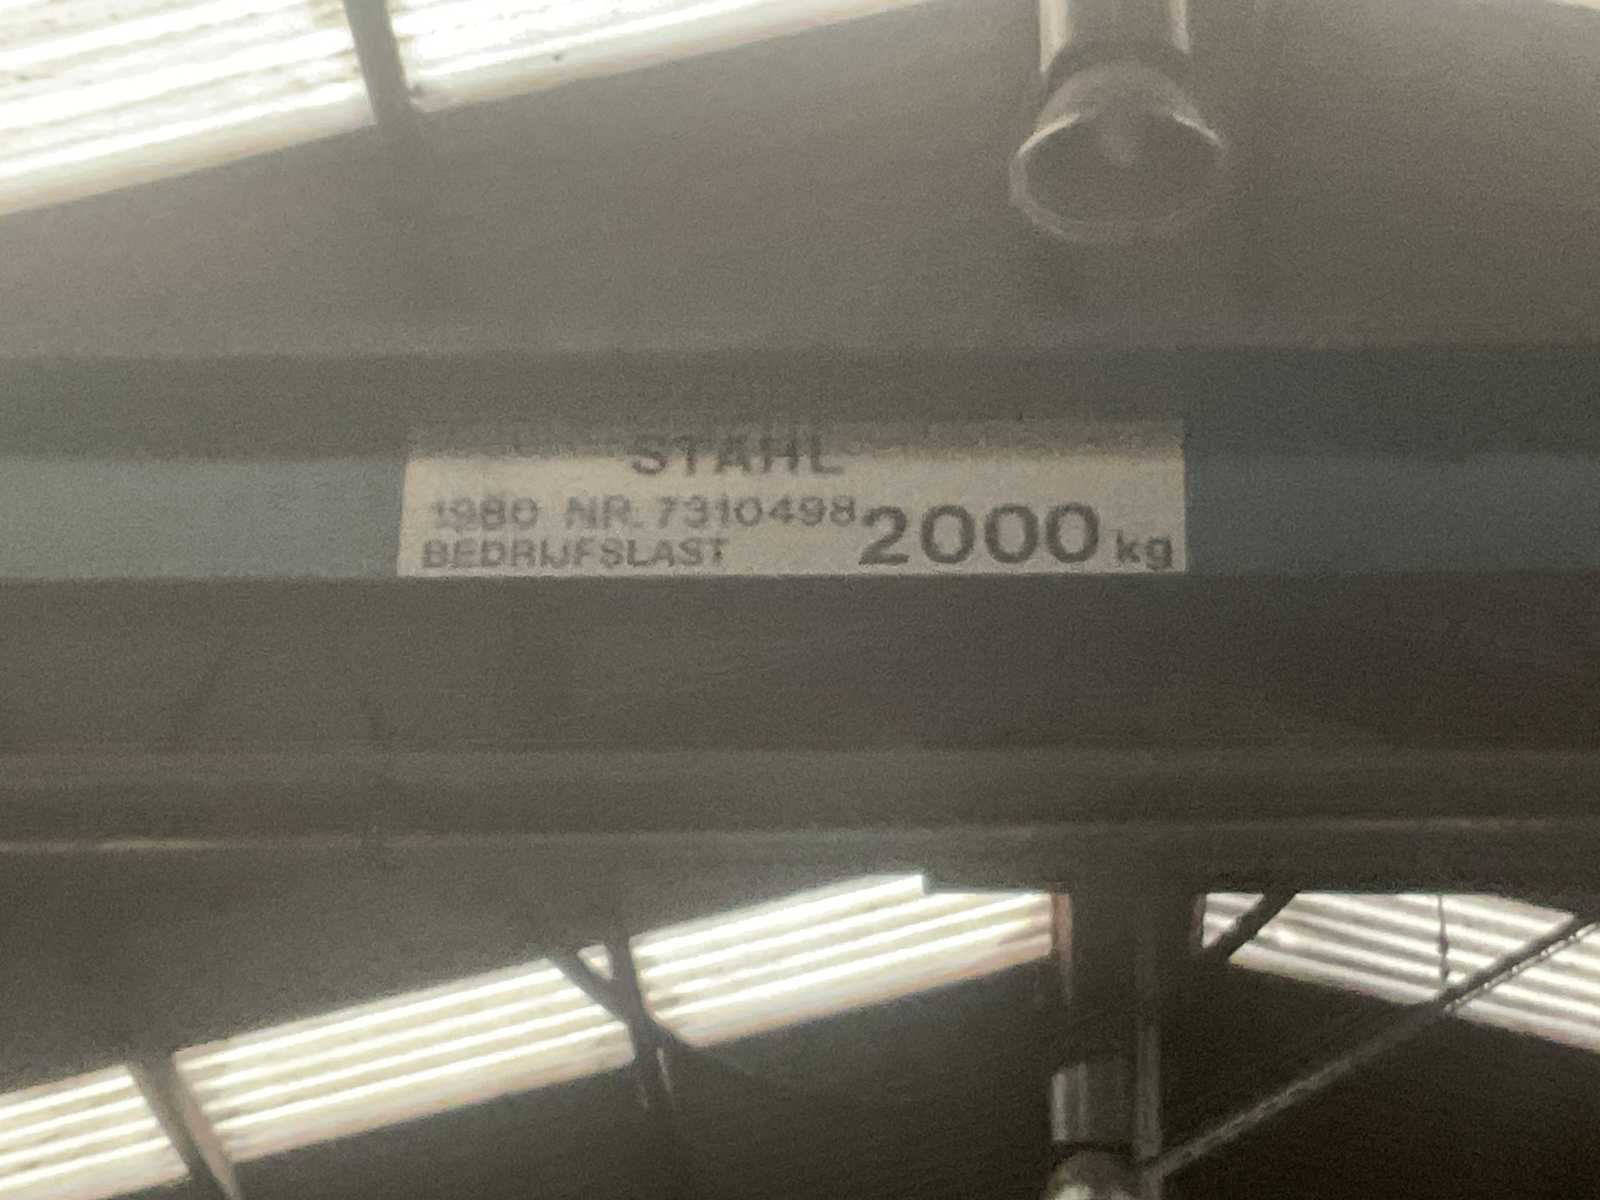 STAHL
1980 NR. 7310498
BEDRIJFSLAST 2000 kg